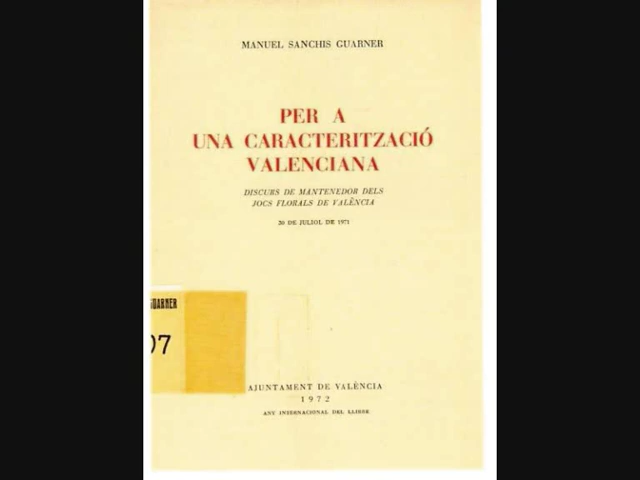 MANUEL SANCHIS GUARNER
PER A
UNA CARACTERITZACIÓ
VALENCIANA
DISCURS DE MANTENEDOR DELS
JOCS FLORALS DE VALÈNCIA
30 DE JULIOL DE 1971
GUARNER
07
AJUNTAMENT DE VALÈNCIA
1972
ANY INTERNACIONAL DEL LLIBRE